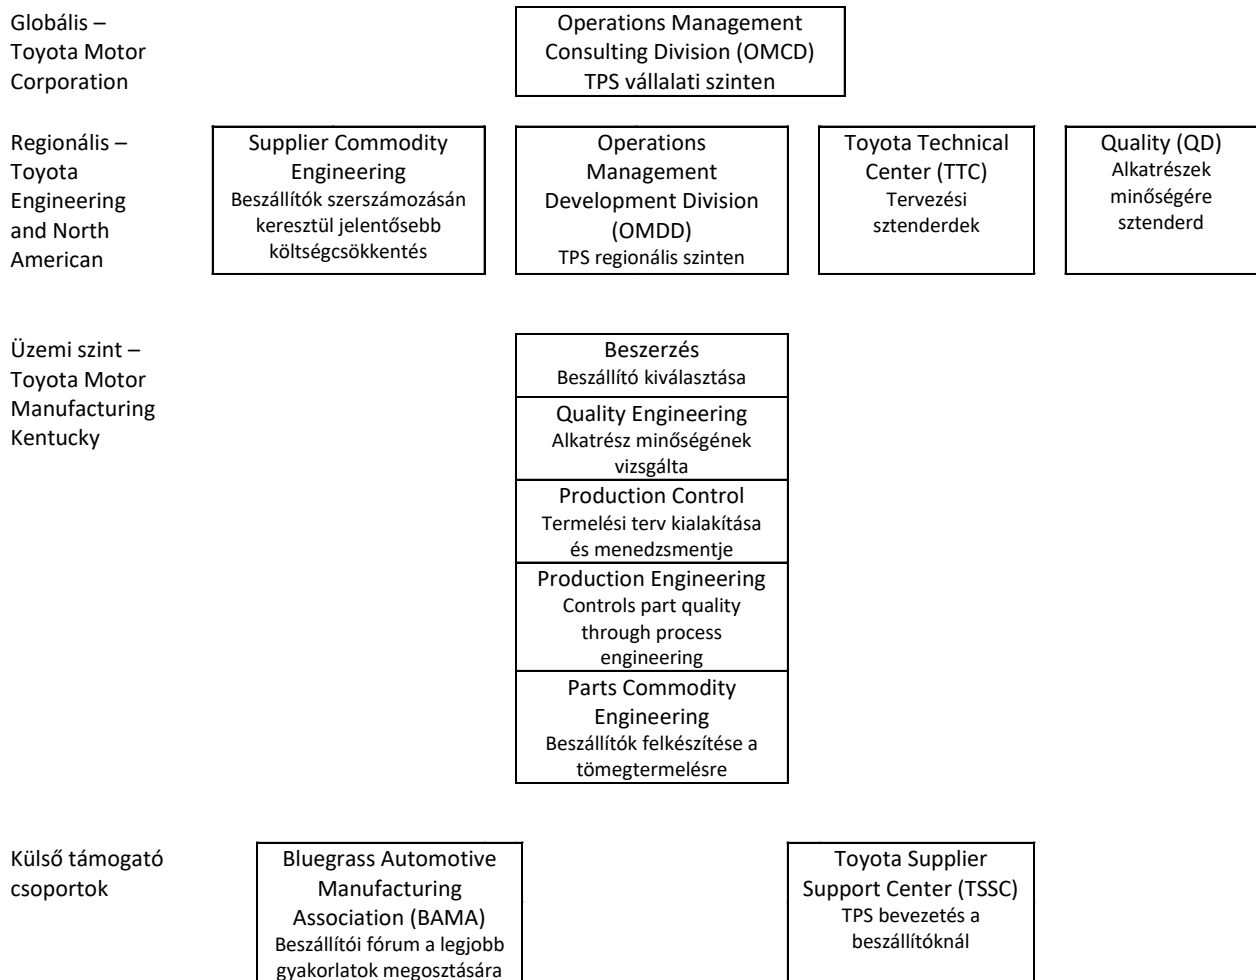 Globális –
Toyota Motor
Corporation
Operations Management
Consulting Division (OMCD)
TPS vállalati szinten
Regionális –
Toyota
Engineering
and North
American
Supplier Commodity
Engineering
Beszállítók szerszámozásán
keresztül jelentősebb
költségcsökkentés
Operations
Management
Development Division
(OMDD)
TPS regionális szinten
Toyota Technical
Center (TTC)
Tervezési
sztenderdek
Quality (QD)
Alkatrészek
minőségére
sztenderd
Üzemi szint –
Toyota Motor
Manufacturing
Kentucky
Beszerzés
Beszállító kiválasztása
Quality Engineering
Alkatrész minőségének
vizsgálta
Production Control
Termelési terv kialakítása
és menedzsmentje
Production Engineering
Controls part quality
through process
engineering
Parts Commodity
Engineering
Beszállítók felkészítése a
tömegtermelésre
Külső támogató
csoportok
Bluegrass Automotive
Manufacturing
Association (BAMA)
Beszállítói fórum a legjobb
gyakorlatok megosztására
Toyota Supplier
Support Center (TSSC)
TPS bevezetés a
beszállítóknál